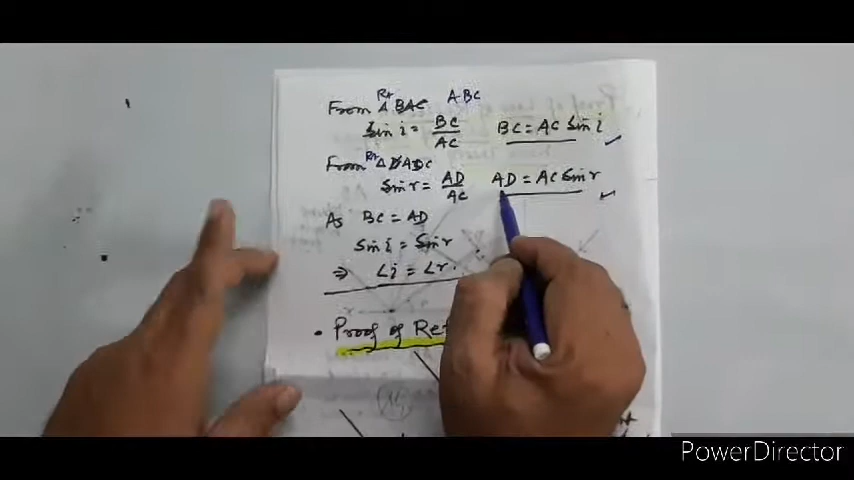 From Rt Δ BAC ABC
Sin i = BC/AC BC = AC Sin i ✓
From Rt Δ ADC
Sin r = AD/AC AD = AC Sin r ✓
As BC = AD
Sin i = Sin r
⇒ ∠i = ∠r.
• Proof of
PowerDirector